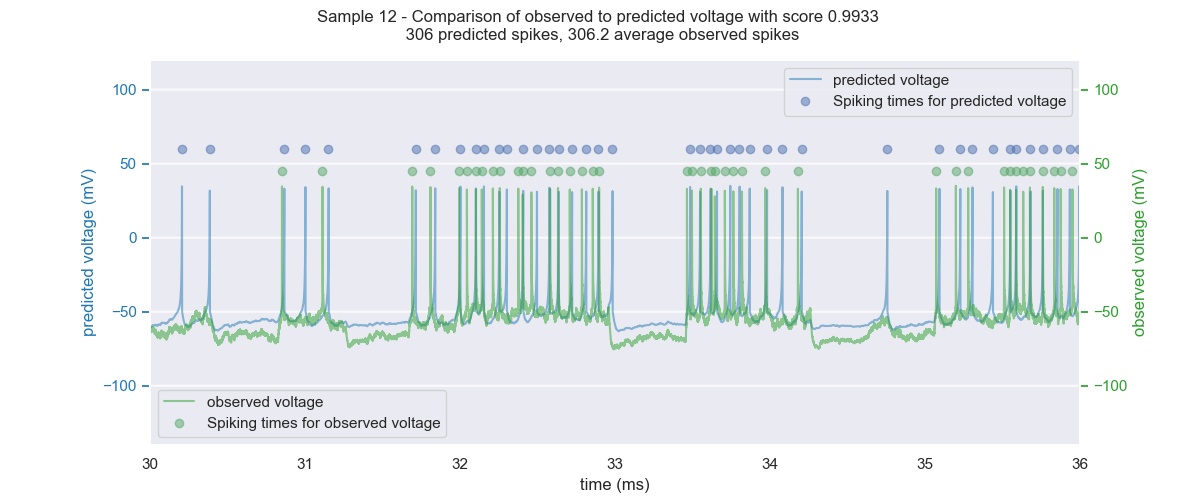 Sample 12 - Comparison of observed to predicted voltage with score 0.9933
306 predicted spikes, 306.2 average observed spikes
predicted voltage
Spiking times for predicted voltage
100
50
0
−50
−100
predicted voltage (mV)
100
50
0
−50
−100
observed voltage (mV)
observed voltage
Spiking times for observed voltage
30 31 32 33 34 35 36
time (ms)